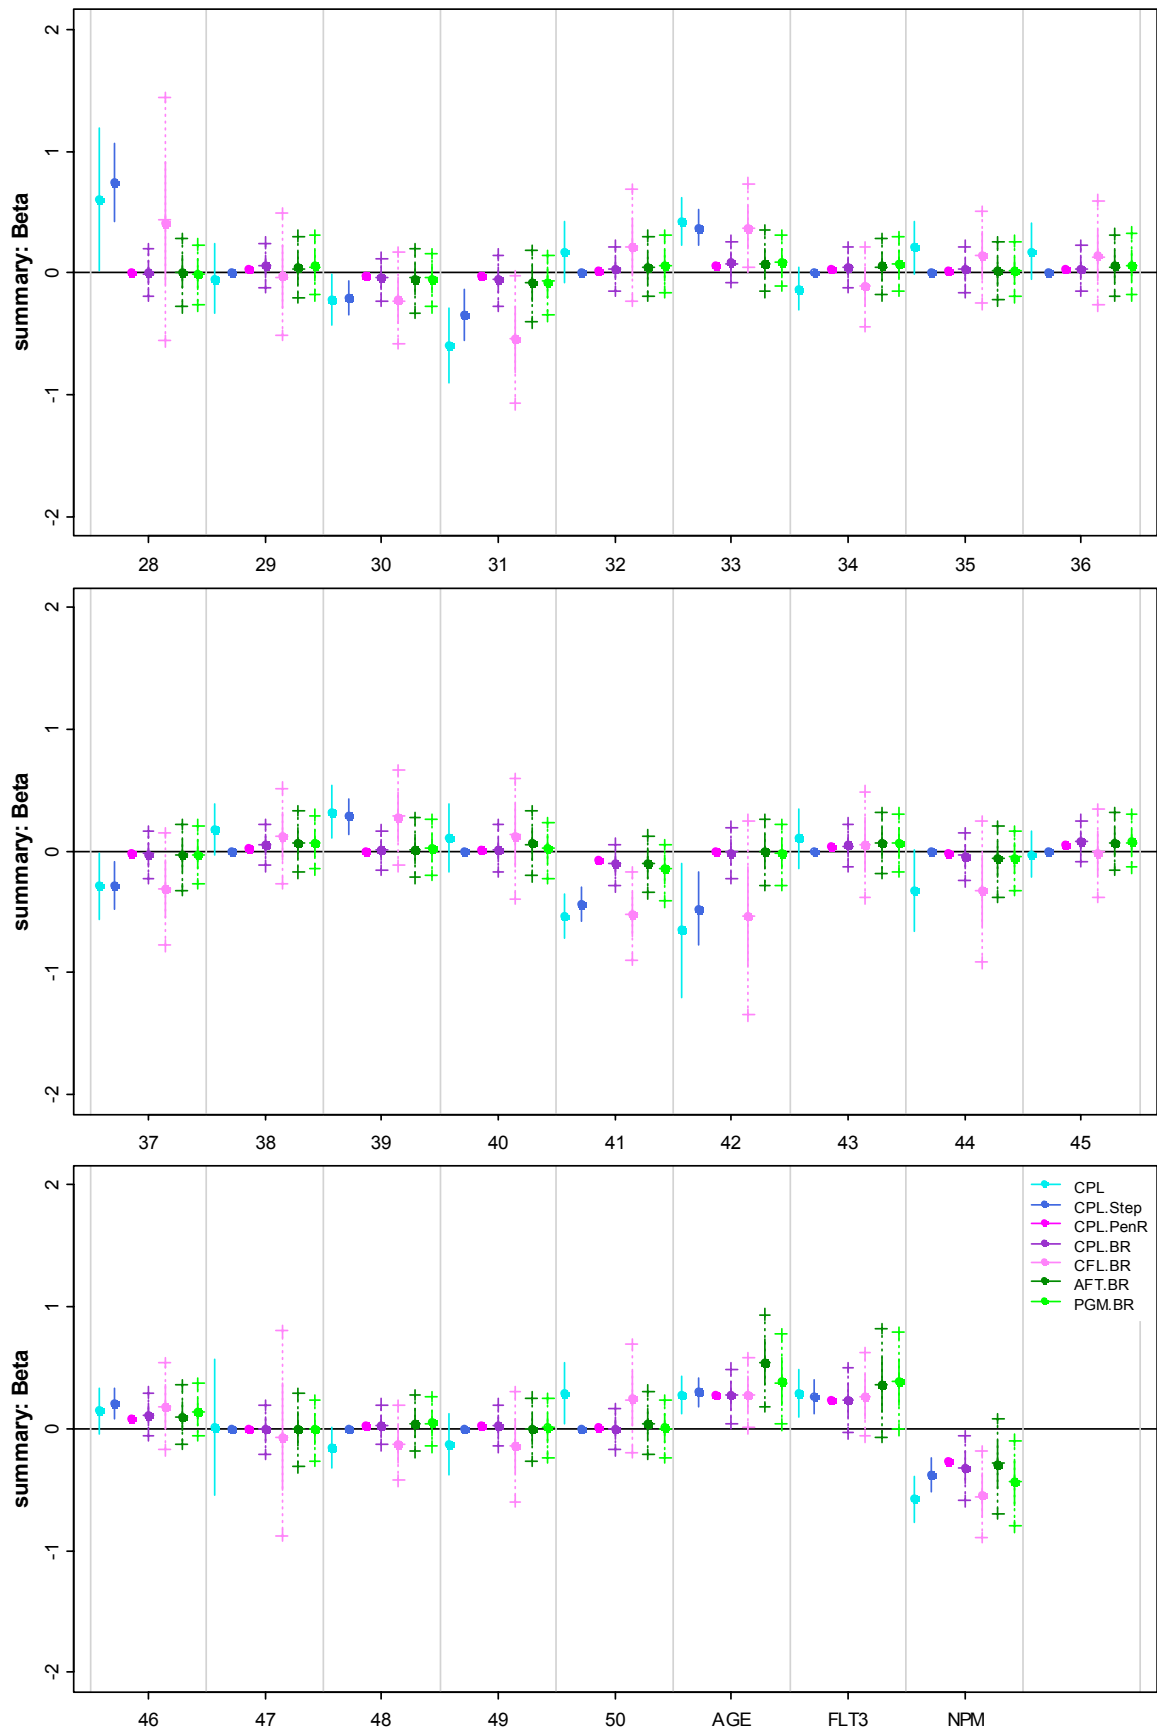 2
1
0
-1
-2
summary: Beta
28 29 30 31 32 33 34 35 36
2
1
0
-1
-2
summary: Beta
37 38 39 40 41 42 43 44 45
2
1
0
-1
-2
summary: Beta
CPL
CPL.Step
CPL.PenR
CPL.BR
CFL.BR
AFT.BR
PGM.BR
46 47 48 49 50 AGE FLT3 NPM